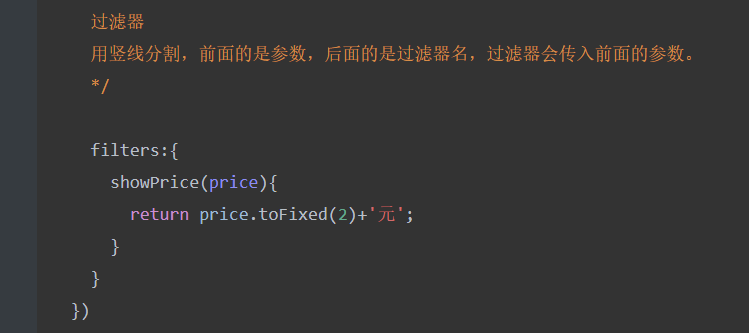 过滤器
用竖线分割，前面的是参数，后面的是过滤器名，过滤器会传入前面的参数。
*/
filters:{
showPrice(price){
return price.toFixed(2)+'元';
}
}
})